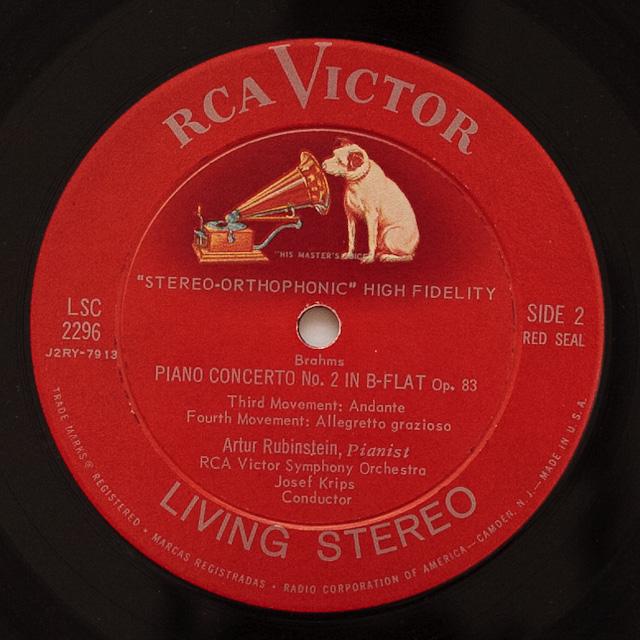 RCA VICTOR
"HIS MASTER'S VOICE"
"STEREO-ORTHOPHONIC" HIGH FIDELITY
LSC
2296
J2RY-7913
SIDE 2
RED SEAL
Brahms
PIANO CONCERTO No. 2 IN B-FLAT Op. 83
Third Movement: Andante
Fourth Movement: Allegretto grazioso
Artur Rubinstein, Pianist
RCA Victor Symphony Orchestra
Josef Krips
Conductor
LIVING STEREO
TRADE MARKS ® REGISTERED • MARCAS REGISTRADAS • RADIO CORPORATION OF AMERICA—CAMDEN, N. J.—MADE IN U.S.A.